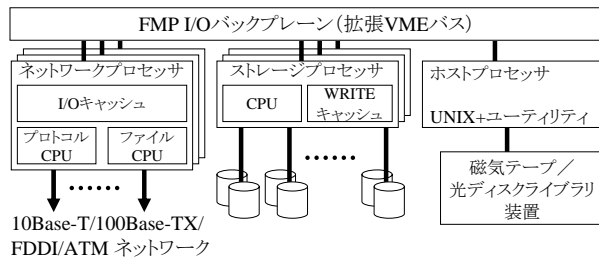 FMP I/Oバックプレーン（拡張VMEバス）
ネットワークプロセッサ
I/Oキャッシュ
プロトコル
CPU
ファイル
CPU
ストレージプロセッサ
CPU
WRITE
キャッシュ
ホストプロセッサ
UNIX+ユーティリティ
磁気テープ／
光ディスクライブラリ
装置
10Base-T/100Base-TX/
FDDI/ATM ネットワーク